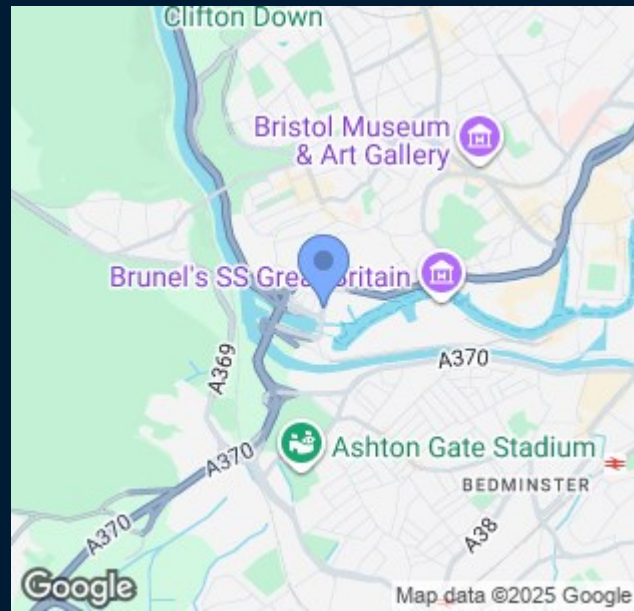 Clifton Down
Bristol Museum
& Art Gallery
Brunel's SS Great Britain
A369
A370
Ashton Gate Stadium
A370
BEDMINSTER
A370
A38
Google
Map data ©2025 Google